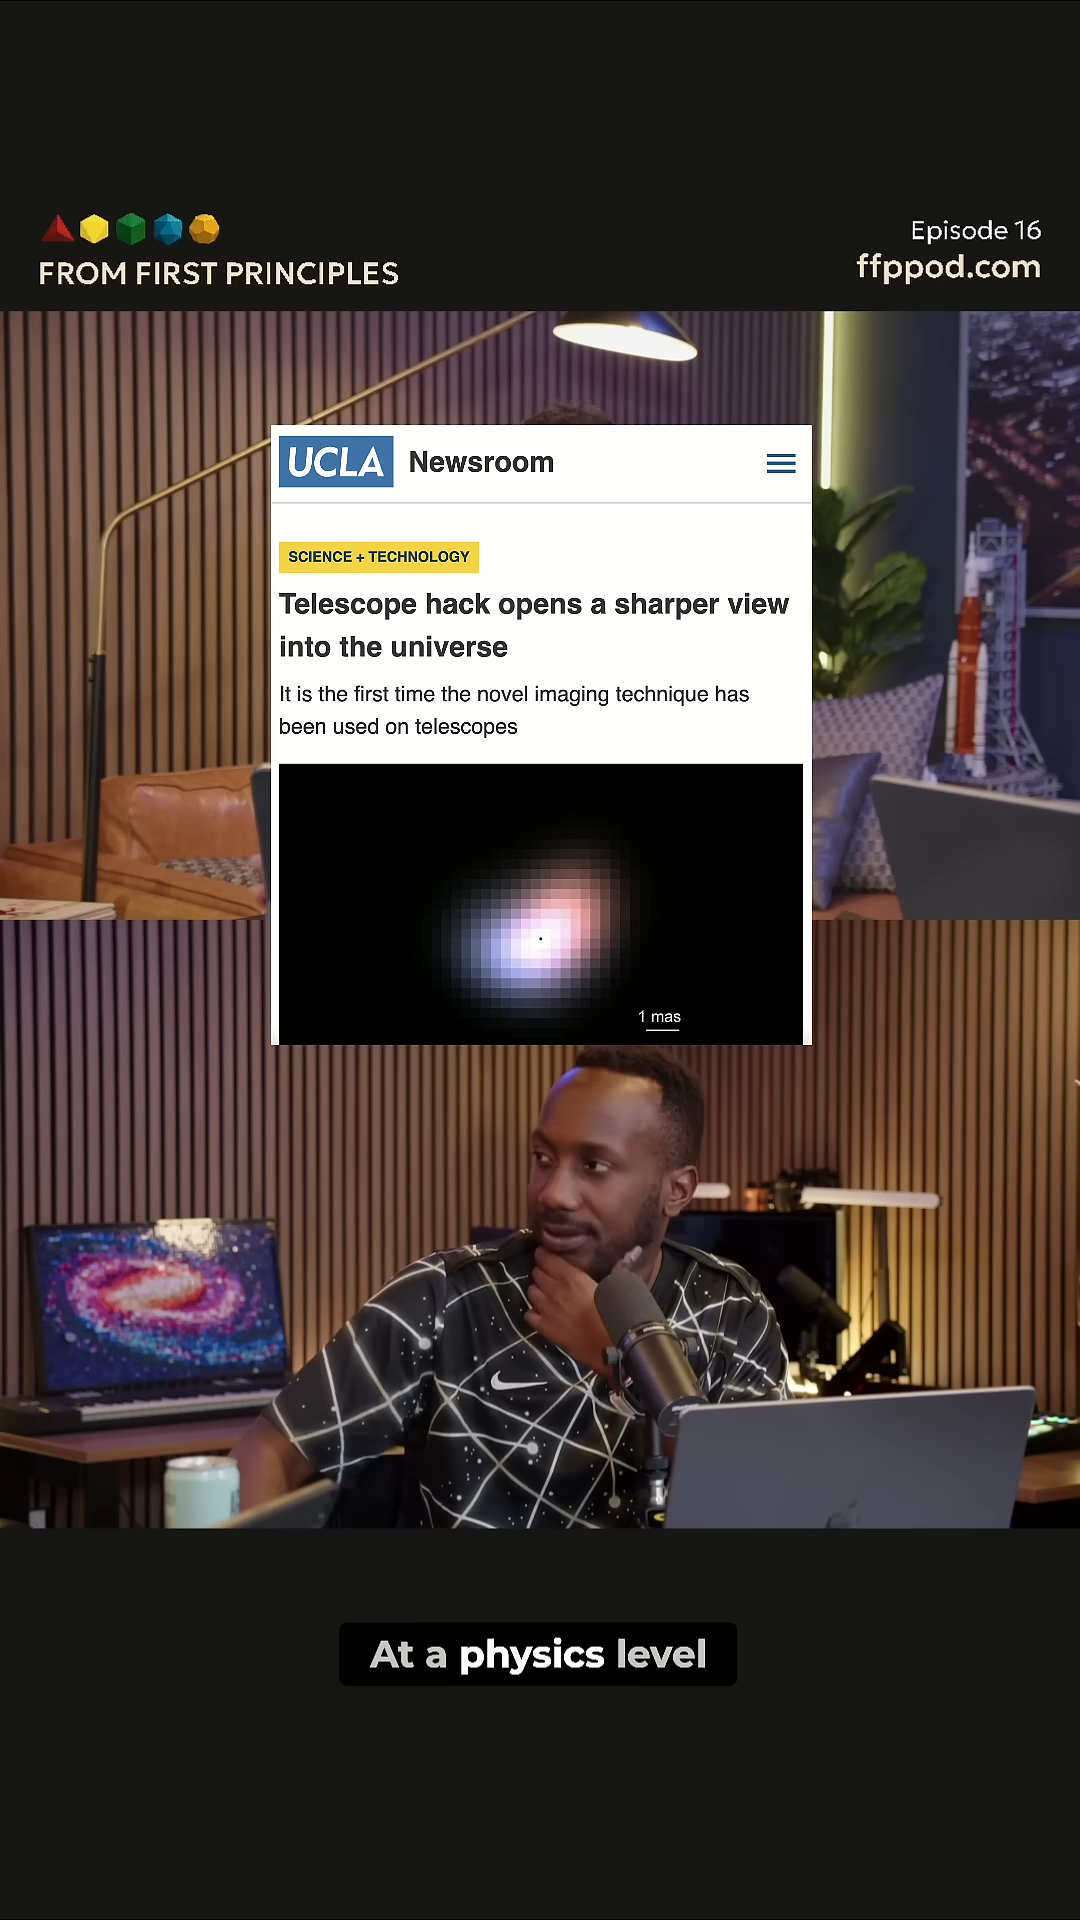 FROM FIRST PRINCIPLES
Episode 16
ffppod.com
UCLA Newsroom
SCIENCE + TECHNOLOGY
Telescope hack opens a sharper view
into the universe
It is the first time the novel imaging technique has
been used on telescopes
1 mas
At a physics level